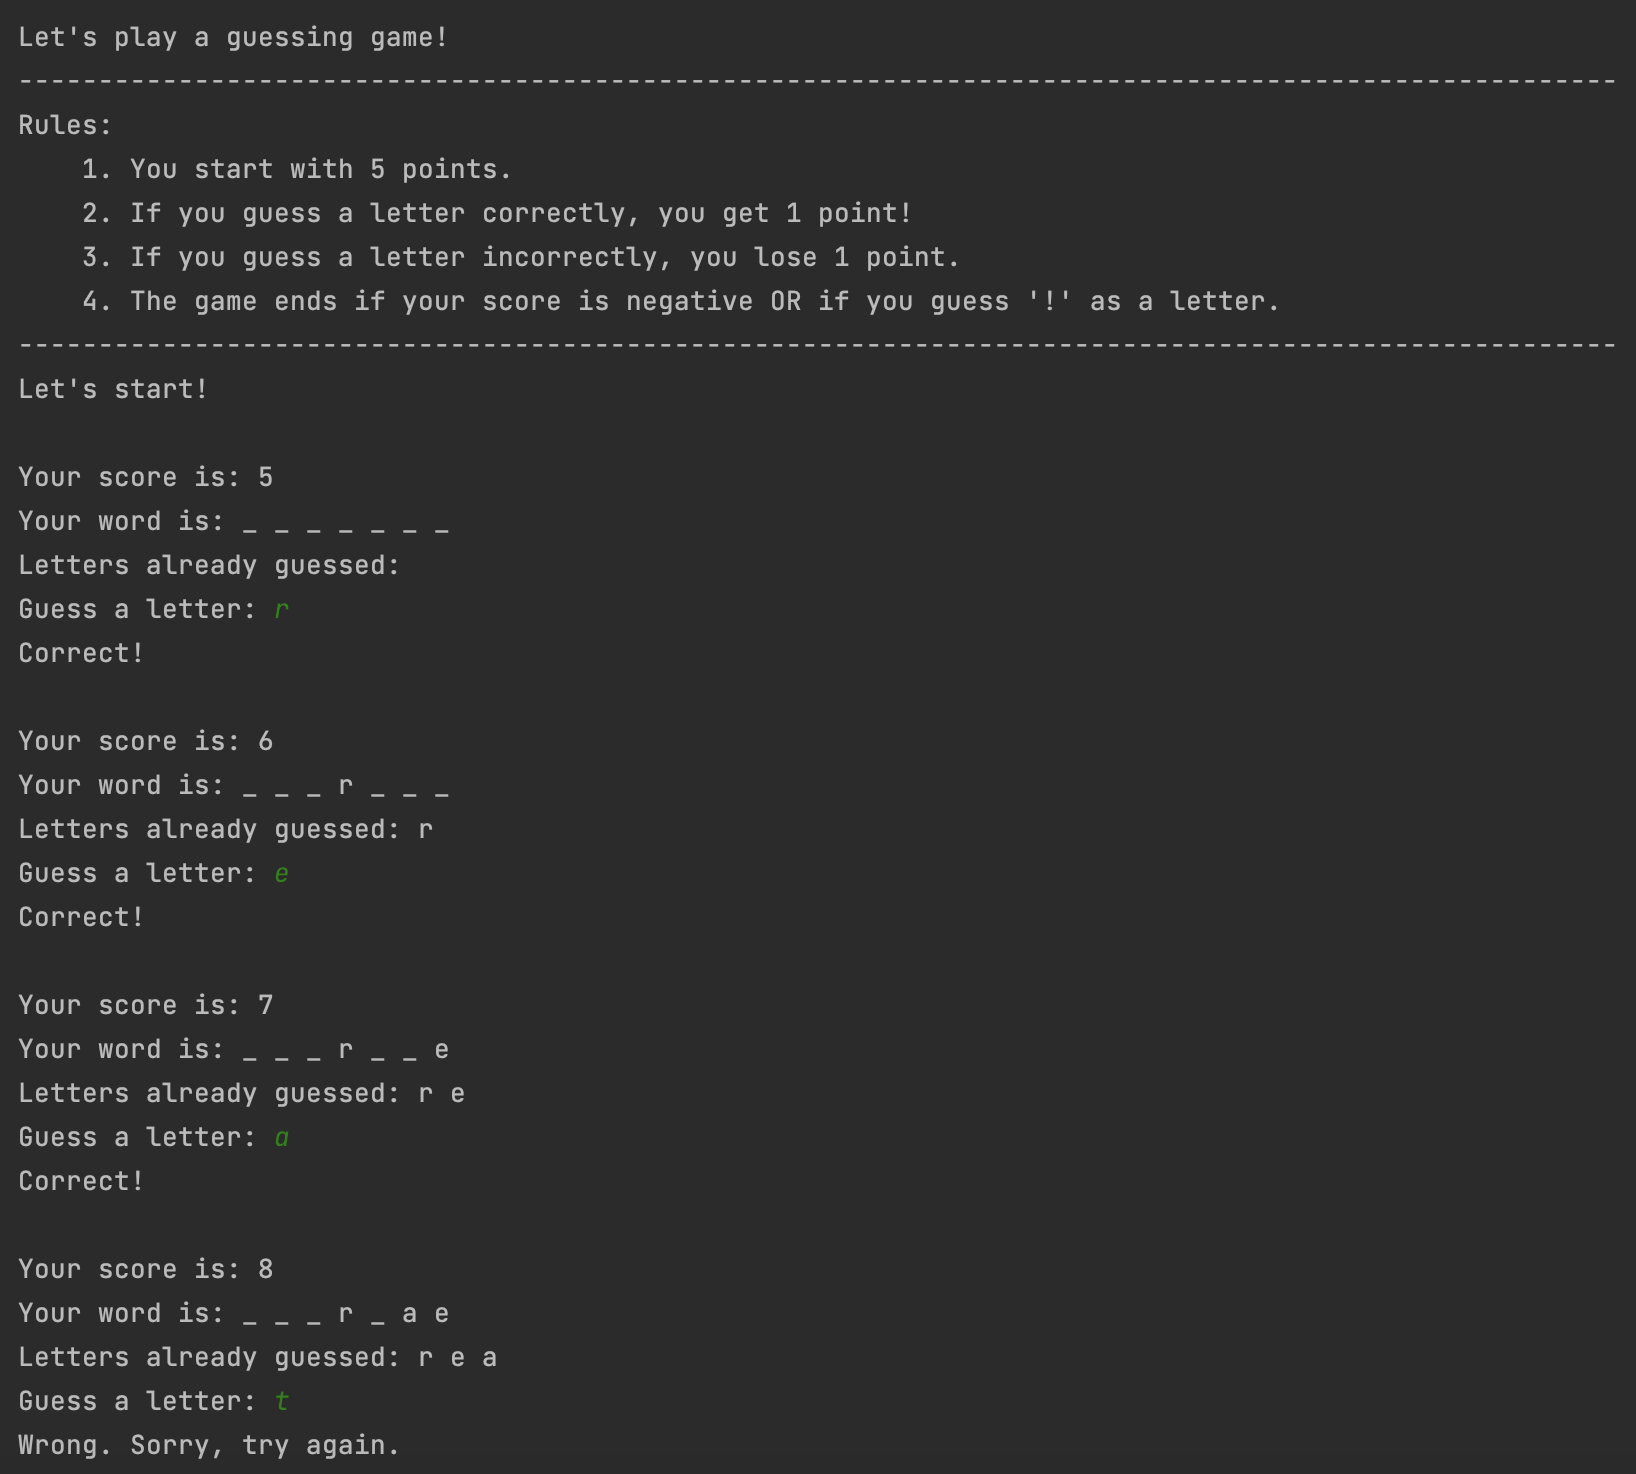 Let's play a guessing game!
----------------------------------------------------------------------------------------------------
Rules:
    1. You start with 5 points.
    2. If you guess a letter correctly, you get 1 point!
    3. If you guess a letter incorrectly, you lose 1 point.
    4. The game ends if your score is negative OR if you guess '!' as a letter.
----------------------------------------------------------------------------------------------------
Let's start!

Your score is: 5
Your word is: _ _ _ _ _ _ _
Letters already guessed:
Guess a letter: r
Correct!

Your score is: 6
Your word is: _ _ _ r _ _ _
Letters already guessed: r
Guess a letter: e
Correct!

Your score is: 7
Your word is: _ _ _ r _ _ e
Letters already guessed: r e
Guess a letter: a
Correct!

Your score is: 8
Your word is: _ _ _ r _ a e
Letters already guessed: r e a
Guess a letter: t
Wrong. Sorry, try again.